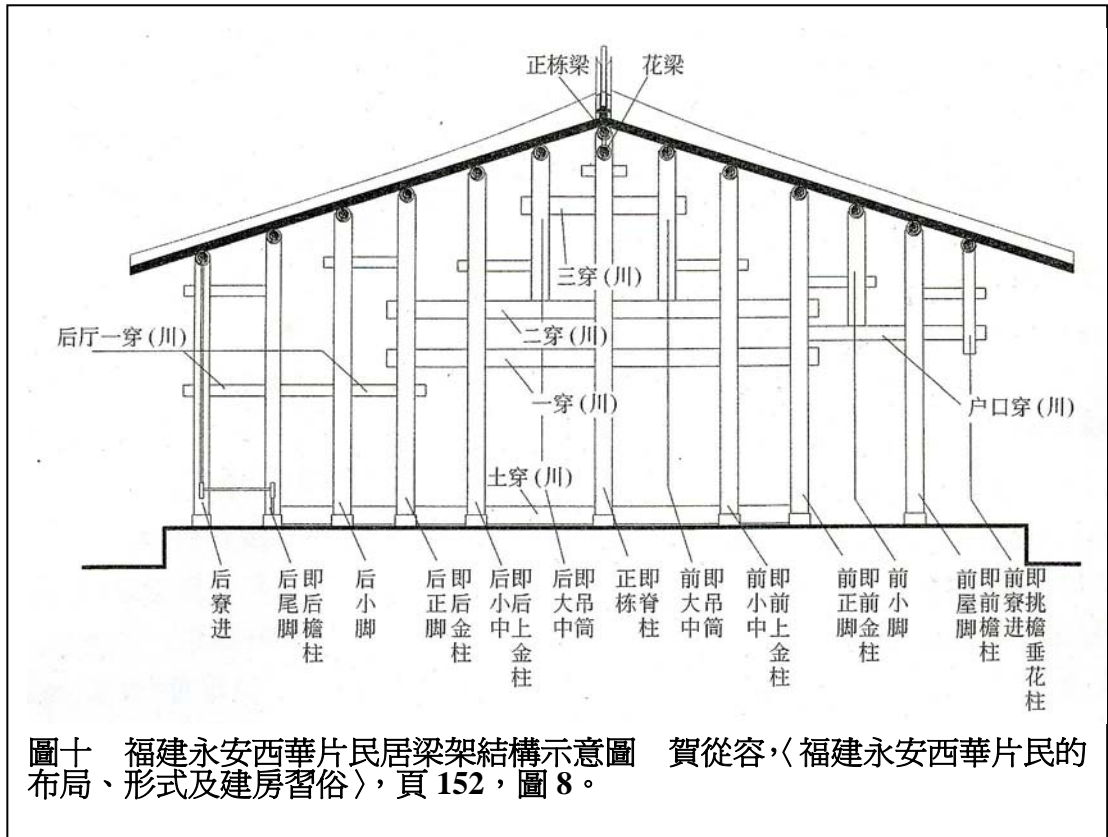 正栋梁
花梁
三穿(川)
二穿(川)
后厅一穿(川)
一穿(川)
户口穿(川)
土穿(川)
后寮进
后尾脚
即后檐柱
后小脚
后正脚
即后金柱
后小中
即后上金柱
后大中
即吊筒
正栋
即脊柱
前大中
即吊筒
前小中
即前上金柱
前正脚
即前金柱
前小脚
前屋脚
即前檐柱
前寮进
即挑檐垂花柱
圖十 福建永安西華片民居梁架結構示意圖 賀從容,〈福建永安西華片民的
布局、形式及建房習俗〉,頁 152,圖 8。